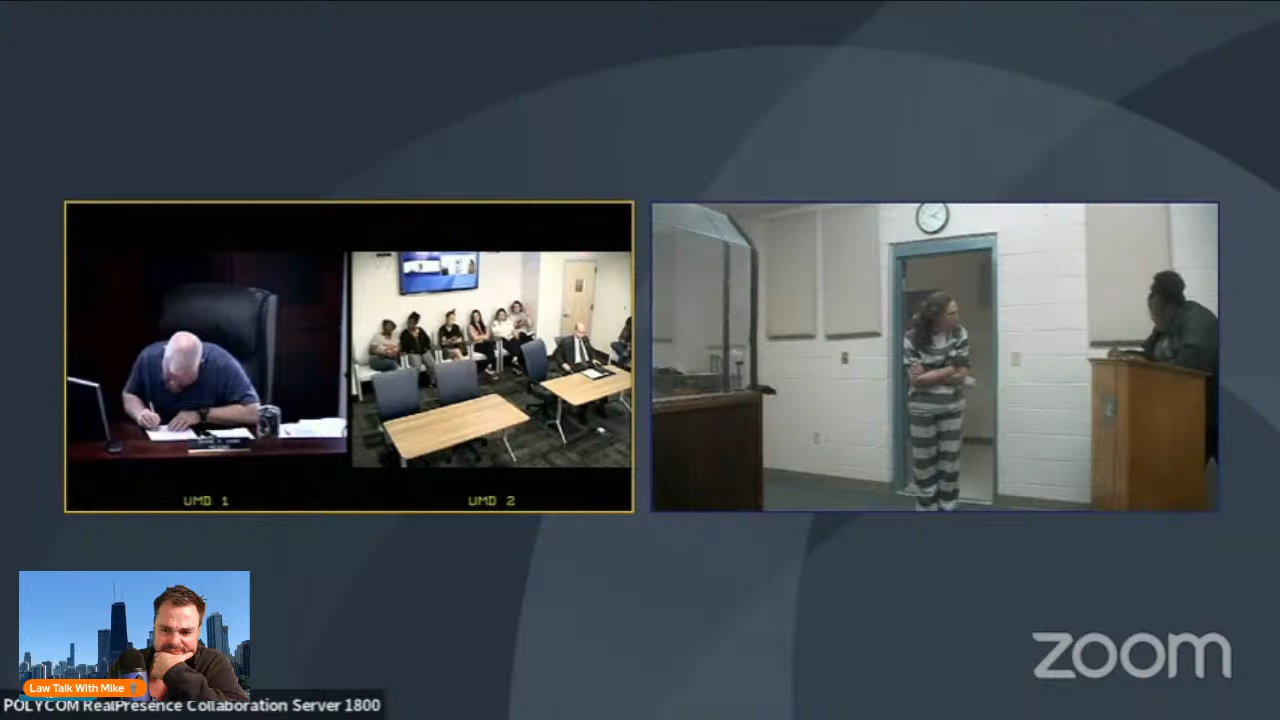 UMD 1
UMD 2
zoom
Law Talk With Mike
POLYCOM RealPresence Collaboration Server 1800